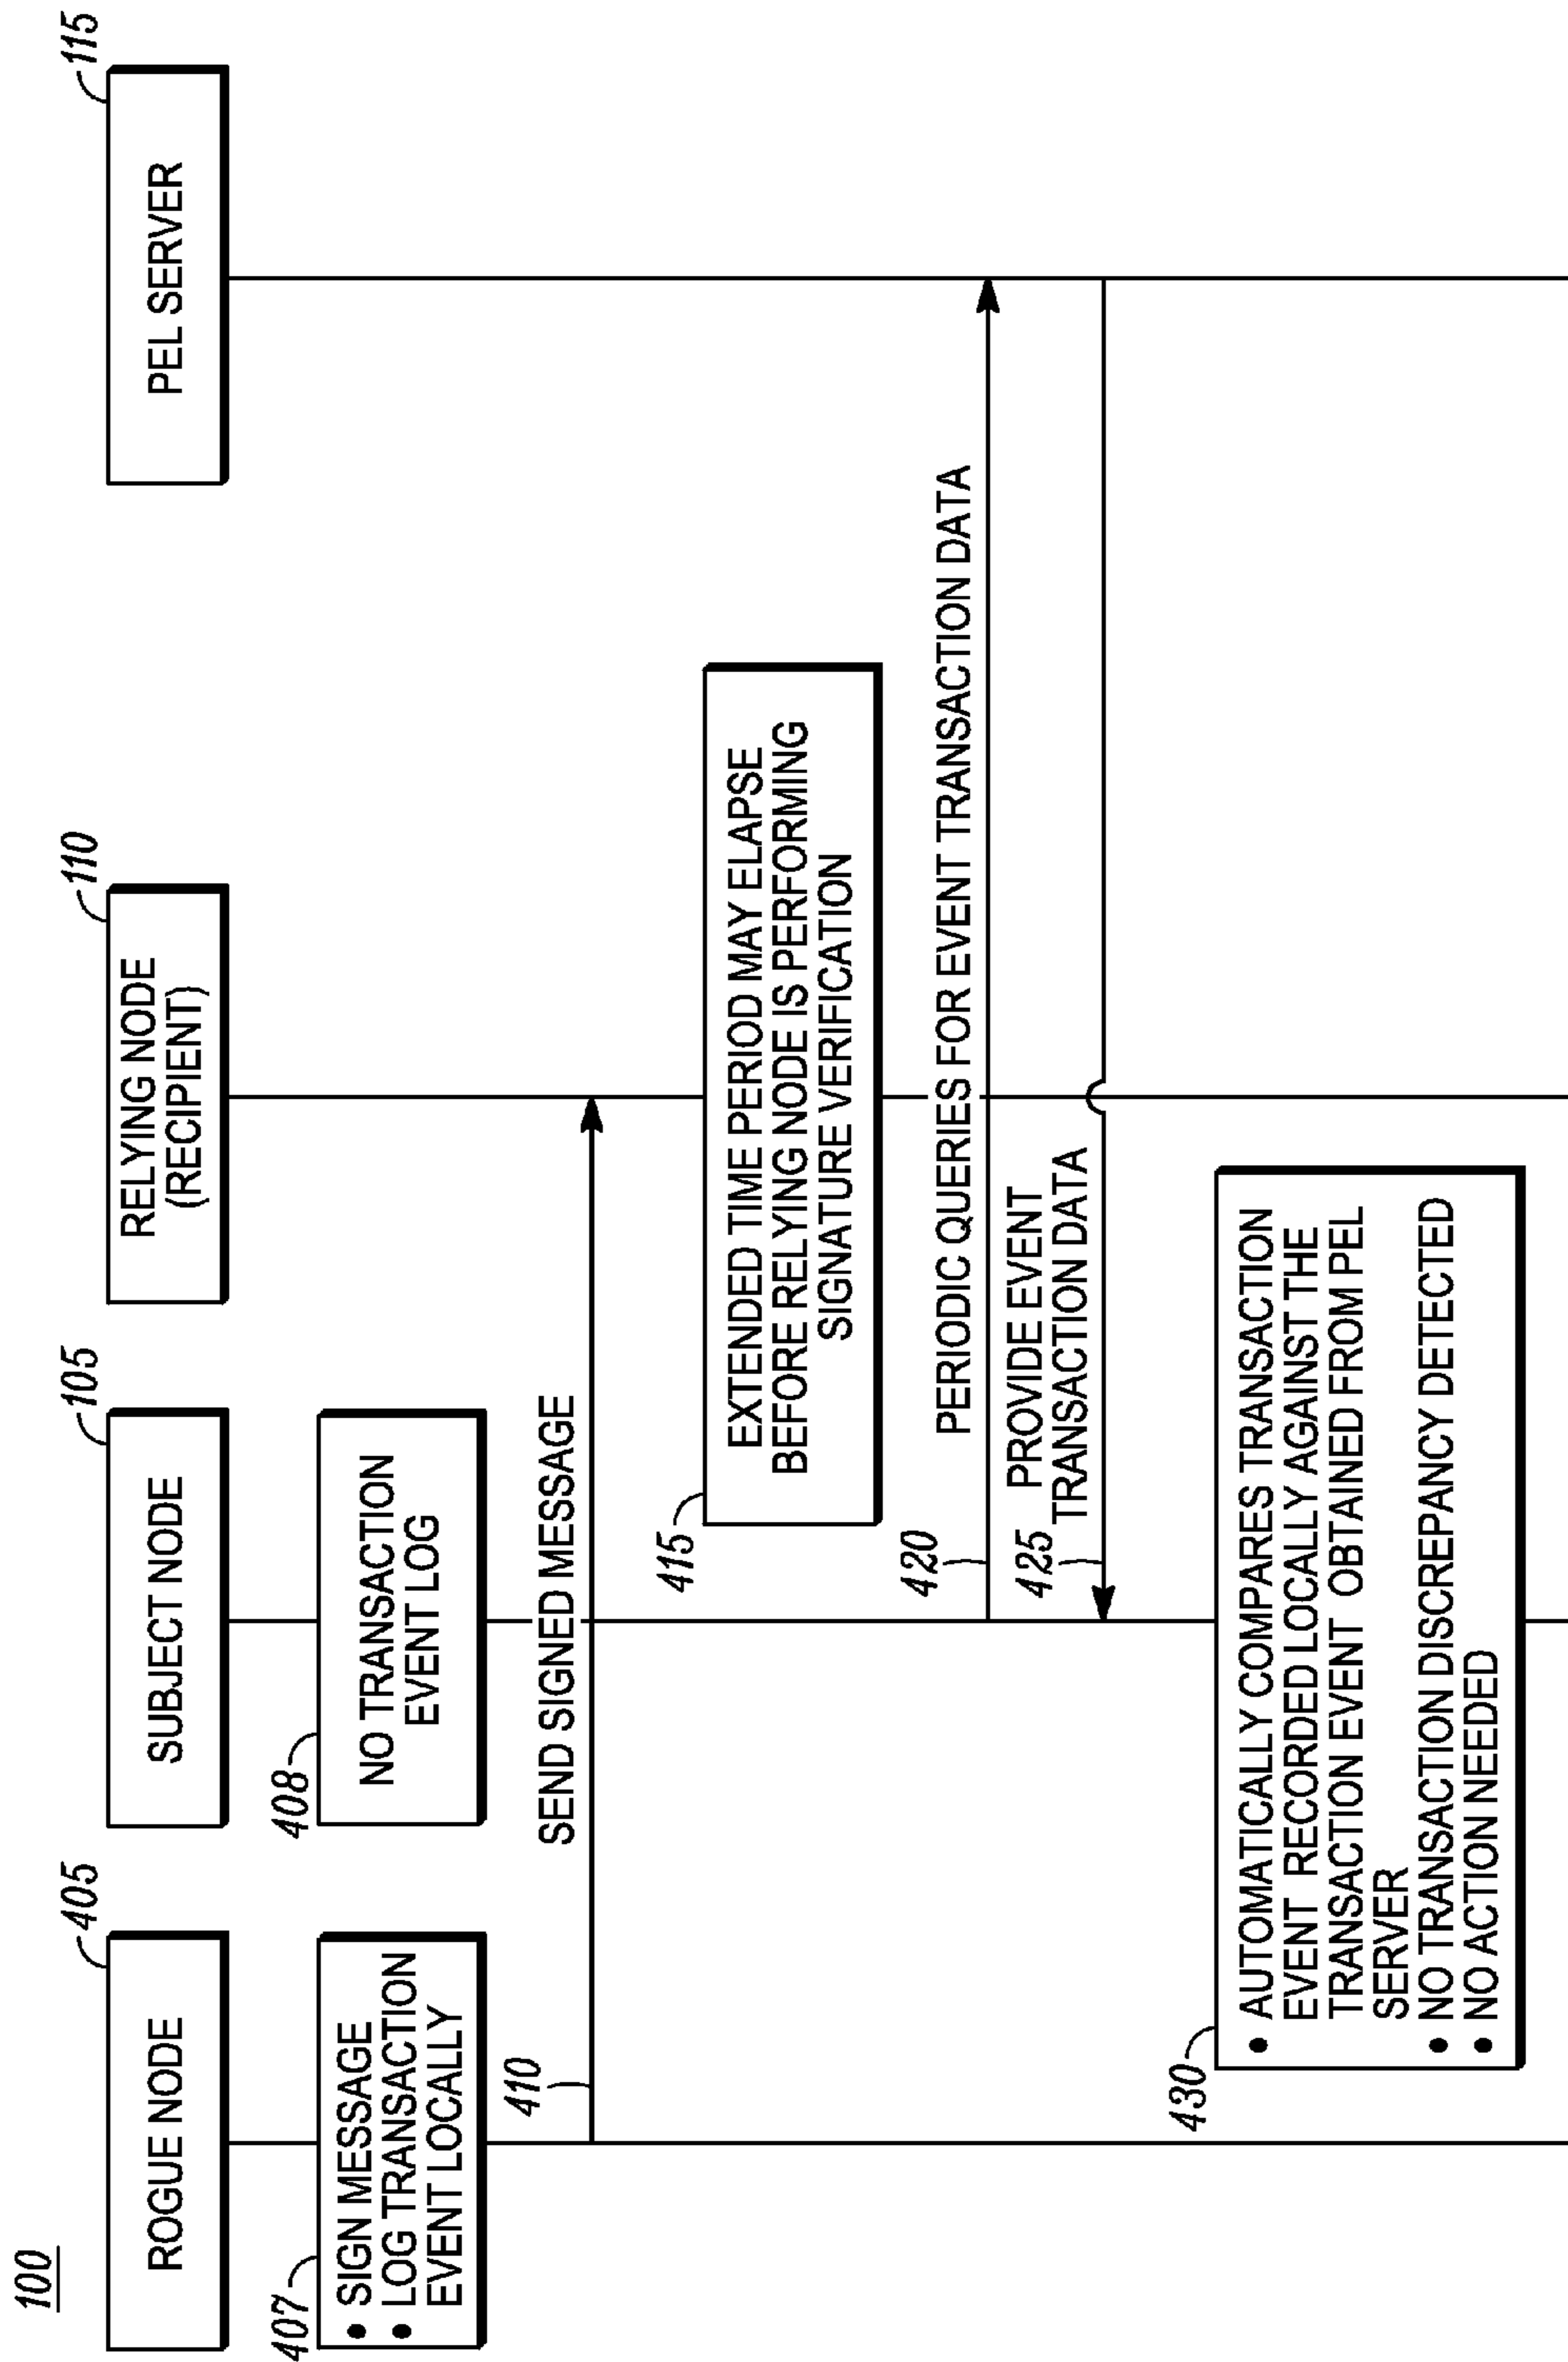 100
405
105
110
115
ROGUE NODE
SUBJECT NODE
RELYING NODE
(RECIPIENT)
PEL SERVER
407
• SIGN MESSAGE
• LOG TRANSACTION
EVENT LOCALLY
408
NO TRANSACTION
EVENT LOG
410
SEND SIGNED MESSAGE
415
EXTENDED TIME PERIOD MAY ELAPSE
BEFORE RELYING NODE IS PERFORMING
SIGNATURE VERIFICATION
420
PERIODIC QUERIES FOR EVENT TRANSACTION DATA
425
PROVIDE EVENT
TRANSACTION DATA
430
• AUTOMATICALLY COMPARES TRANSACTION
EVENT RECORDED LOCALLY AGAINST THE
TRANSACTION EVENT OBTAINED FROM PEL
SERVER
• NO TRANSACTION DISCREPANCY DETECTED
• NO ACTION NEEDED